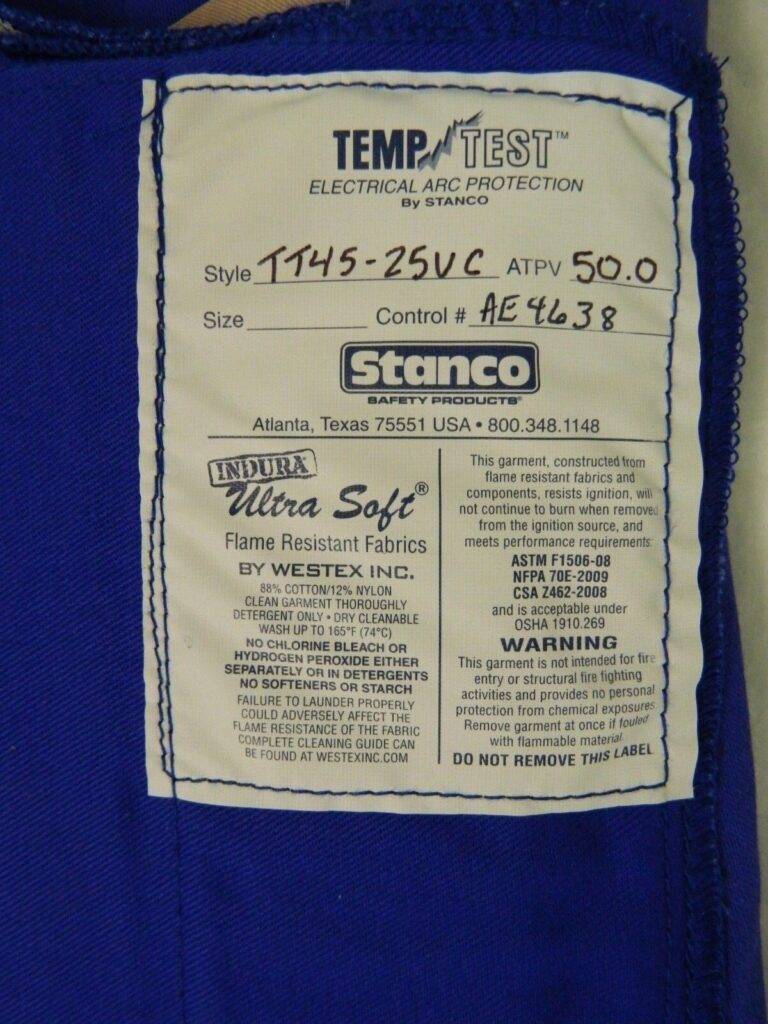 TEMP TEST™
ELECTRICAL ARC PROTECTION
By STANCO
Style TT45-25UC ATPV 50.0
Size Control # AE4638
Stanco
SAFETY PRODUCTS®
Atlanta, Texas 75551 USA • 800.348.1148
INDURA
Ultra Soft®
Flame Resistant Fabrics
BY WESTEX INC.
88% COTTON/12% NYLON
CLEAN GARMENT THOROUGHLY
DETERGENT ONLY • DRY CLEANABLE
WASH UP TO 165°F (74°C)
NO CHLORINE BLEACH OR
HYDROGEN PEROXIDE EITHER
SEPARATELY OR IN DETERGENTS
NO SOFTENERS OR STARCH
FAILURE TO LAUNDER PROPERLY
COULD ADVERSELY AFFECT THE
FLAME RESISTANCE OF THE FABRIC
COMPLETE CLEANING GUIDE CAN
BE FOUND AT WESTEXINC.COM
This garment, constructed from
flame resistant fabrics and
components, resists ignition, will
not continue to burn when removed
from the ignition source, and
meets performance requirements:
ASTM F1506-08
NFPA 70E-2009
CSA Z462-2008
and is acceptable under
OSHA 1910.269
WARNING
This garment is not intended for fire
entry or structural fire fighting
activities and provides no personal
protection from chemical exposures
Remove garment at once if fouled
with flammable material.
DO NOT REMOVE THIS LABEL